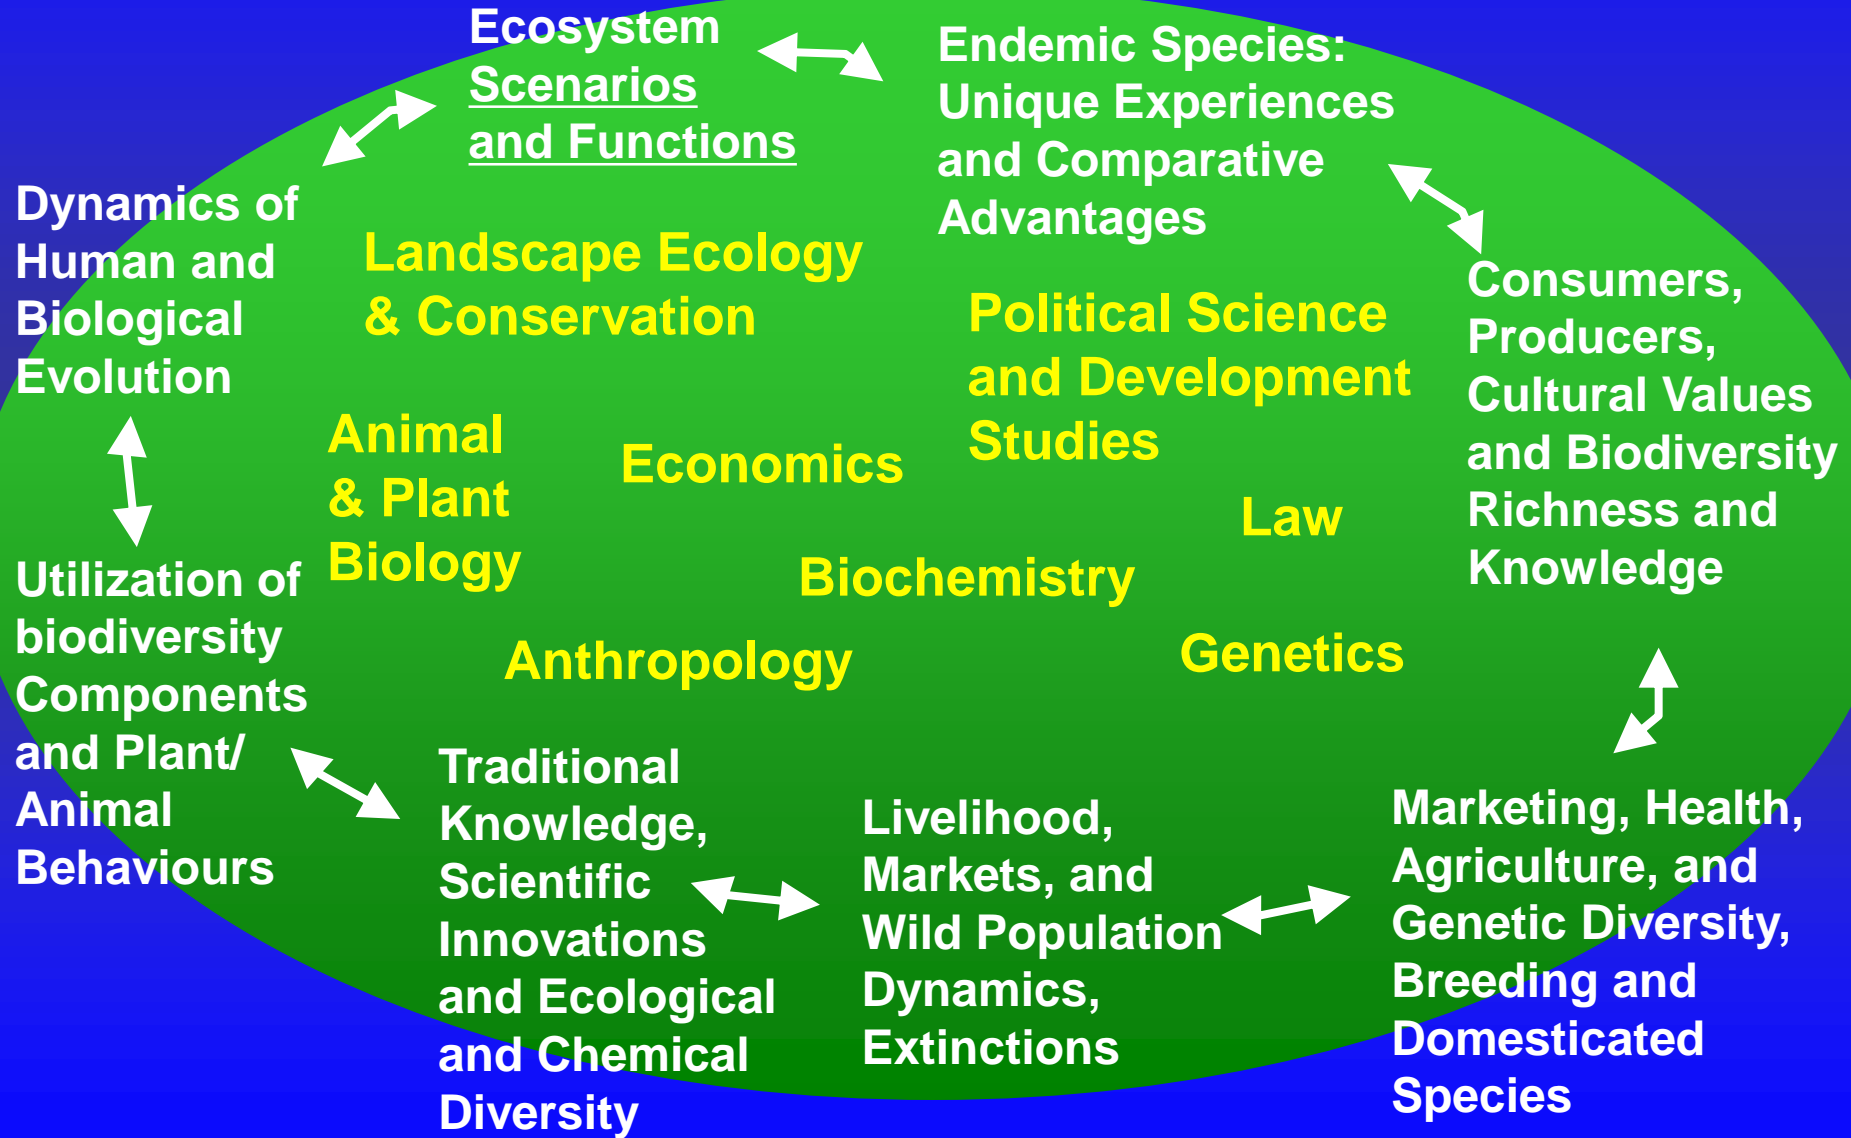 Ecosystem
Scenarios
and Functions
Endemic Species:
Unique Experiences
and Comparative
Advantages
Dynamics of
Human and
Biological
Evolution
Landscape Ecology
& Conservation
Political Science
and Development
Studies
Consumers,
Producers,
Cultural Values
and Biodiversity
Richness and
Knowledge
Animal
& Plant
Biology
Economics
Law
Biochemistry
Utilization of
biodiversity
Components
and Plant/
Animal
Behaviours
Anthropology
Genetics
Traditional
Knowledge,
Scientific
Innovations
and Ecological
and Chemical
Diversity
Livelihood,
Markets, and
Wild Population
Dynamics,
Extinctions
Marketing, Health,
Agriculture, and
Genetic Diversity,
Breeding and
Domesticated
Species